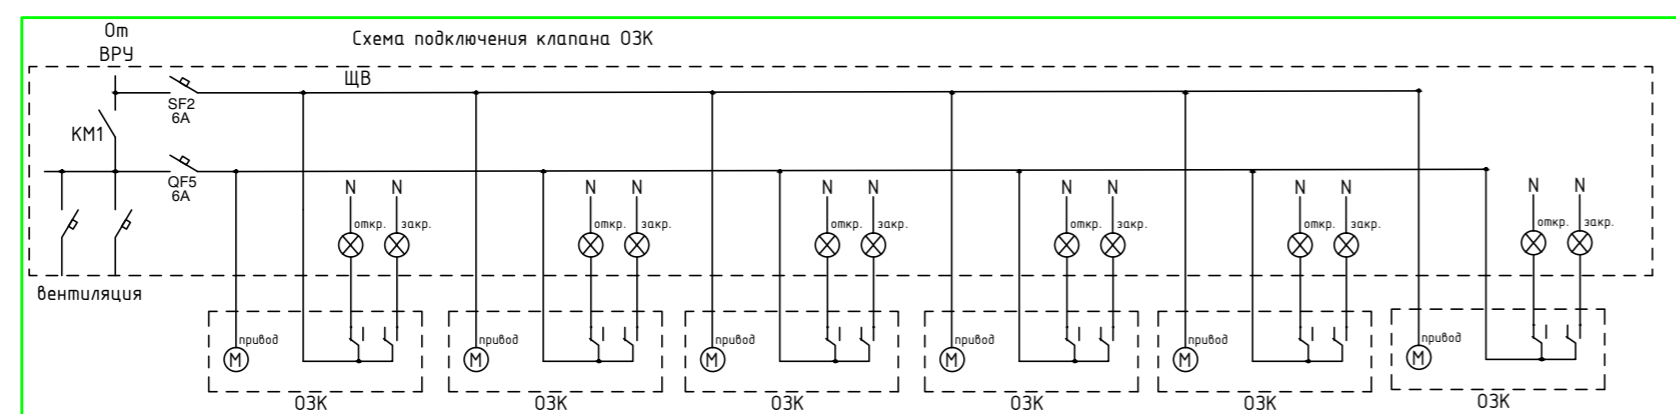 От
ВРУ
Схема подключения клапана ОЗК
ЩВ
SF2
6А
КМ1
QF5
6А
N N N N N N N N N N N N
откр. закр. откр. закр. откр. закр. откр. закр. откр. закр. откр. закр.
вентиляция
привод привод привод привод привод привод
М М М М М М
ОЗК ОЗК ОЗК ОЗК ОЗК ОЗК